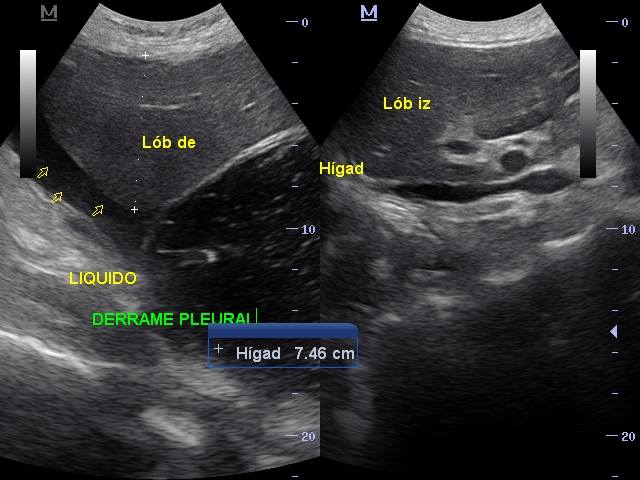 M
0
Lób de
10
LIQUIDO
DERRAME PLEURAL
+ Hígad 7.46 cm
20
M
0
Lób iz
Hígad
10
20